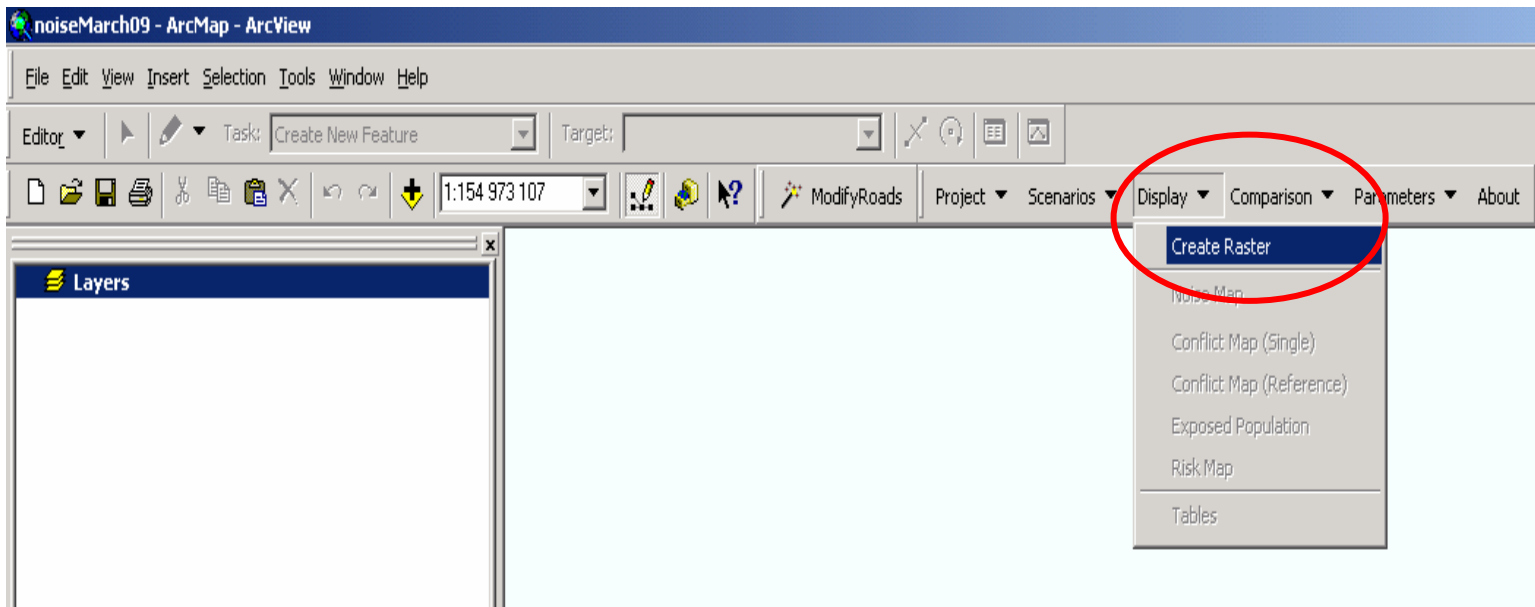 noiseMarch09 - ArcMap - ArcView
File Edit View Insert Selection Tools Window Help
Editor Task: Create New Feature Target:
1:154 973 107 ModifyRoads Project Scenarios Display Comparison Parameters About
Layers
Create Raster
Noise Map
Conflict Map (Single)
Conflict Map (Reference)
Exposed Population
Risk Map
Tables